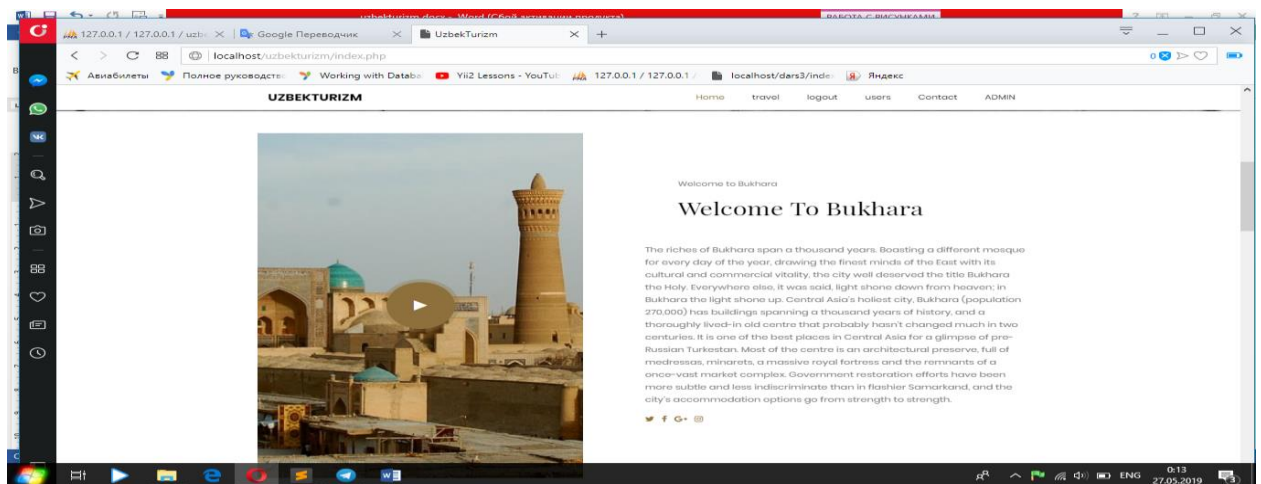 uzbekturizm.docx - Word (Сбой активации продукта)
РАБОТА С РИСУНКАМИ
127.0.0.1 / 127.0.0.1 / uzb
Google Переводчик
UzbekTurizm
localhost/uzbekturizm/index.php
Авиабилеты
Полное руководств
Working with Databa
Yii2 Lessons - YouTu
127.0.0.1 / 127.0.0.1 /
localhost/dars3/inde
Яндекс
UZBEKTURIZM
Home travel logout users Contact ADMIN
Welcome to Bukhara
Welcome To Bukhara
The riches of Bukhara span a thousand years. Boasting a different mosque
for every day of the year, drawing the finest minds of the East with its
cultural and commercial vitality, the city well deserved the title Bukhara
the Holy. Everywhere else, it was said, light shone down from heaven; in
Bukhara the light shone up. Central Asia's holiest city, Bukhara (population
270,000) has buildings spanning a thousand years of history, and a
thoroughly lived-in old centre that probably hasn't changed much in two
centuries. It is one of the best places in Central Asia for a glimpse of pre-
Russian Turkestan. Most of the centre is an architectural preserve, full of
medressas, minarets, a massive royal fortress and the remnants of a
once-vast market complex. Government restoration efforts have been
more subtle and less indiscriminate than in flashier Samarkand, and the
city's accommodation options go from strength to strength.
ENG
0:13
27.05.2019